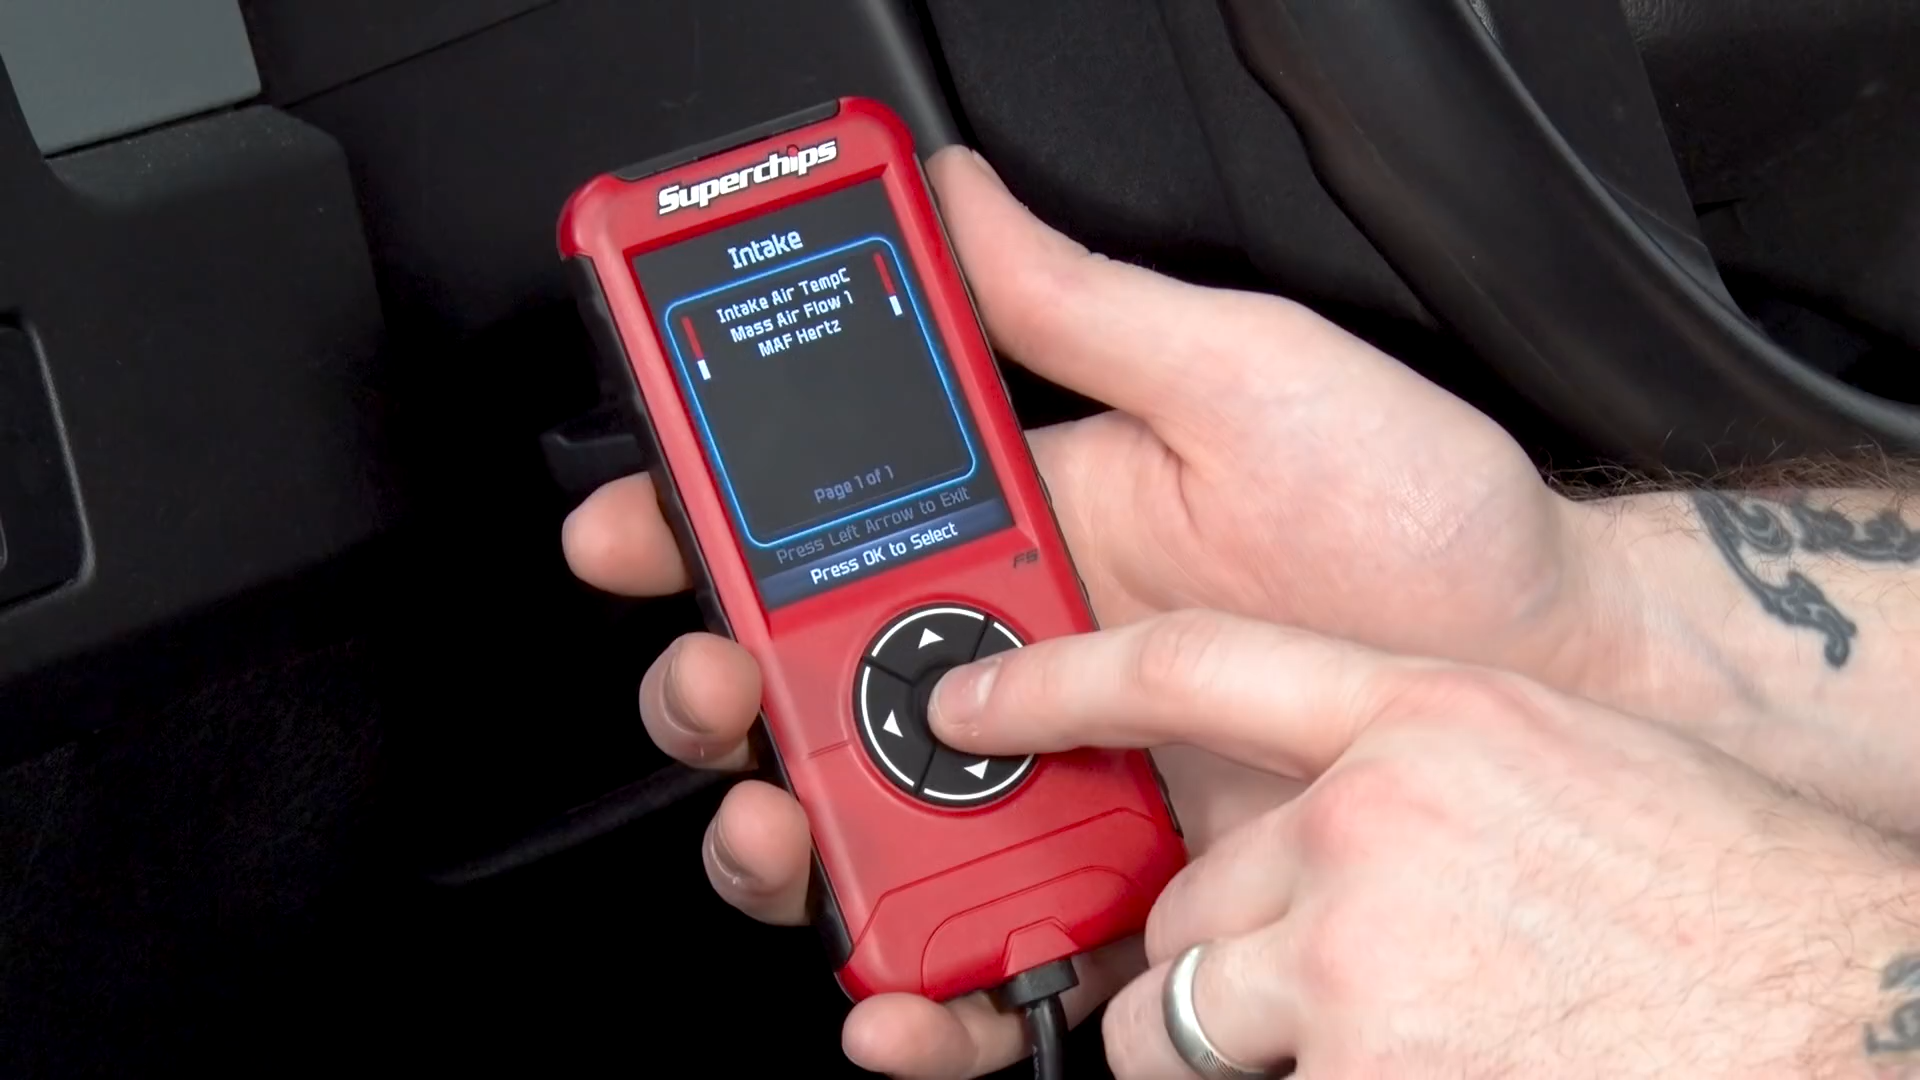 Superchips
Intake
Intake Air TempC
Mass Air Flow 1
MAF Hertz
Page 1 of 1
Press Left Arrow to Exit
Press OK to Select
F5